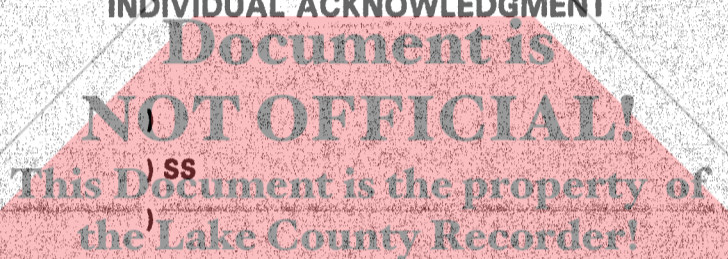 INDIVIDUAL ACKNOWLEDGMENT
Document is
NOT OFFICIAL!
)
) SS
This Document is the property of
)
the Lake County Recorder!